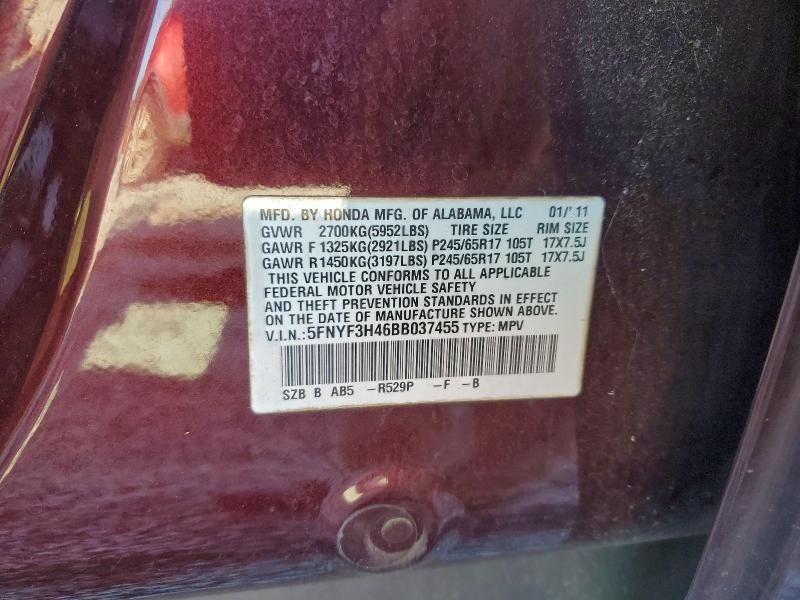 MFD. BY HONDA MFG. OF ALABAMA, LLC 01/'11
GVWR 2700KG(5952LBS) TIRE SIZE RIM SIZE
GAWR F 1325KG(2921LBS) P245/65R17 105T 17X7.5J
GAWR R1450KG(3197LBS) P245/65R17 105T 17X7.5J
THIS VEHICLE CONFORMS TO ALL APPLICABLE
FEDERAL MOTOR VEHICLE SAFETY
AND THEFT PREVENTION STANDARDS IN EFFECT
ON THE DATE OF MANUFACTURE SHOWN ABOVE.
V.I.N.:5FNYF3H46BB037455 TYPE: MPV
SZB B AB5 -R529P -F -B